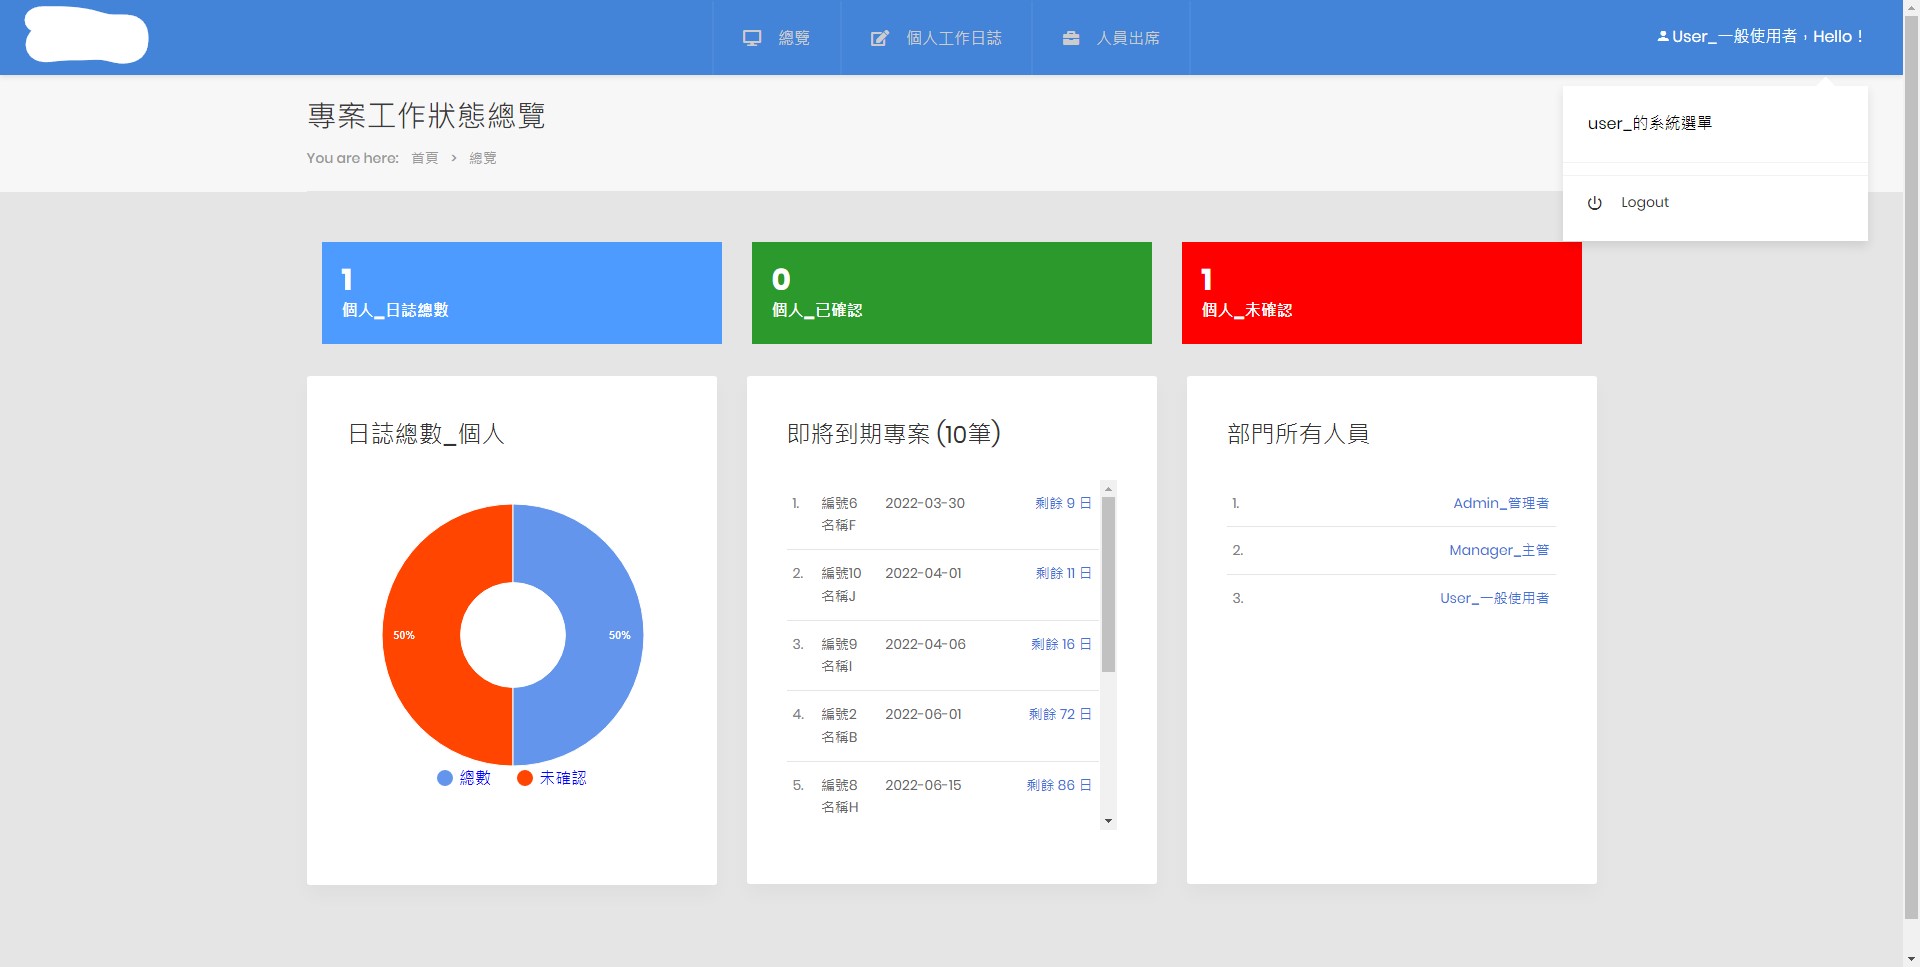 總覽
個人工作日誌
人員出席
User_一般使用者，Hello！
專案工作狀態總覽
You are here: 首頁 > 總覽
user_的系統選單
Logout
1
個人_日誌總數
0
個人_已確認
1
個人_未確認
日誌總數_個人
50%
50%
總數
未確認
即將到期專案 (10筆)
1. 編號6 2022-03-30 剩餘 9 日
名稱F
2. 編號10 2022-04-01 剩餘 11 日
名稱J
3. 編號9 2022-04-06 剩餘 16 日
名稱I
4. 編號2 2022-06-01 剩餘 72 日
名稱B
5. 編號8 2022-06-15 剩餘 86 日
名稱H
部門所有人員
1. Admin_管理者
2. Manager_主管
3. User_一般使用者